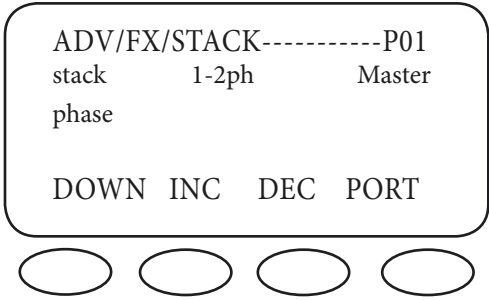 ADV/FX/STACK-----------P01
stack 1-2ph Master
phase
DOWN INC DEC PORT